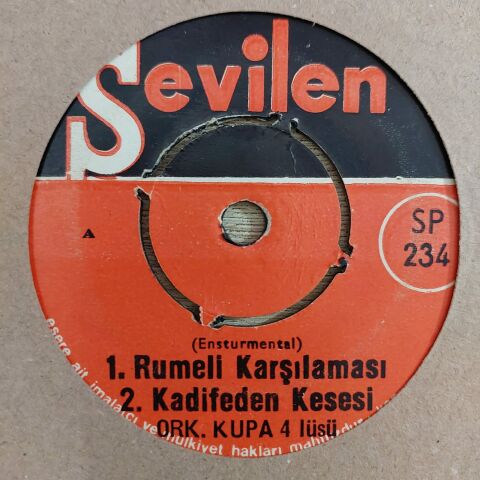 Sevilen
A
SP
234
(Ensturmental)
1. Rumeli Karşılaması
2. Kadifeden Kesesi
ORK. KUPA 4 lüsü
esere ait imalatçı ve mülkiyet hakları mahfuzdur